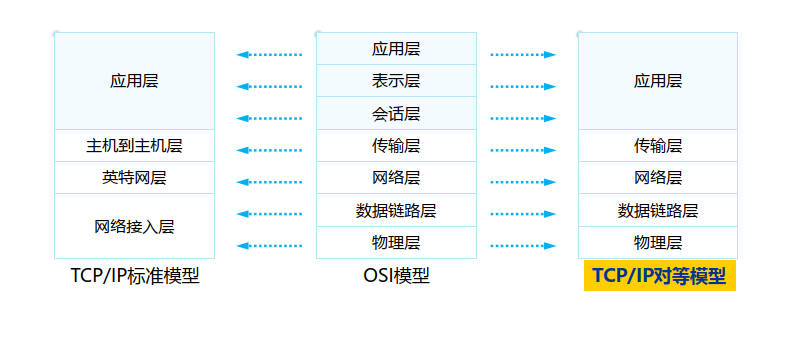 应用层
主机到主机层
英特网层
网络接入层
TCP/IP标准模型
应用层
表示层
会话层
传输层
网络层
数据链路层
物理层
OSI模型
应用层
传输层
网络层
数据链路层
物理层
TCP/IP对等模型